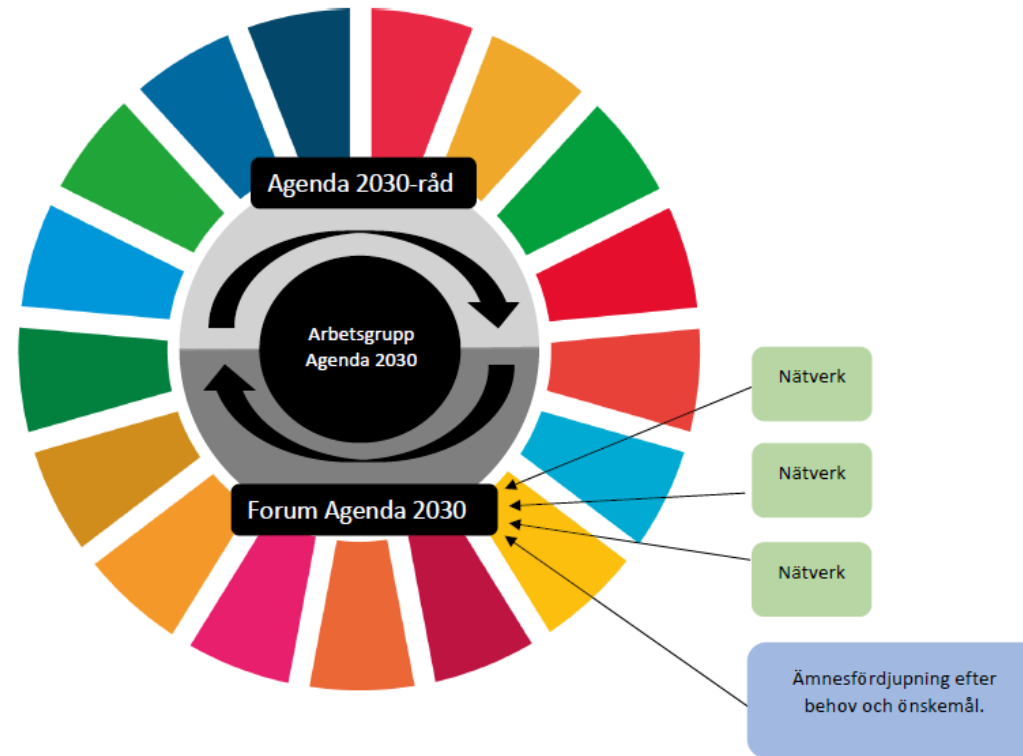 Agenda 2030-råd
Arbetsgrupp
Agenda 2030
Forum Agenda 2030
Nätverk
Nätverk
Nätverk
Ämnesfördjupning efter
behov och önskemål.